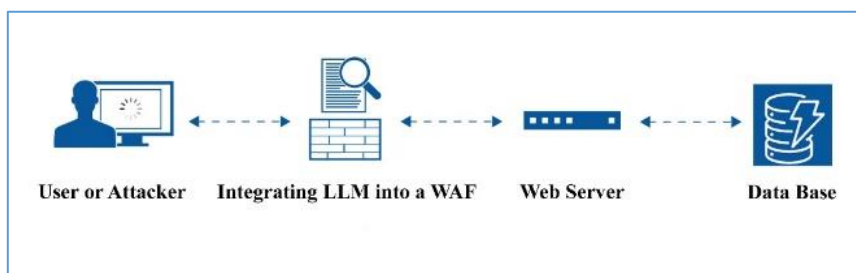 User or Attacker
Integrating LLM into a WAF
Web Server
Data Base